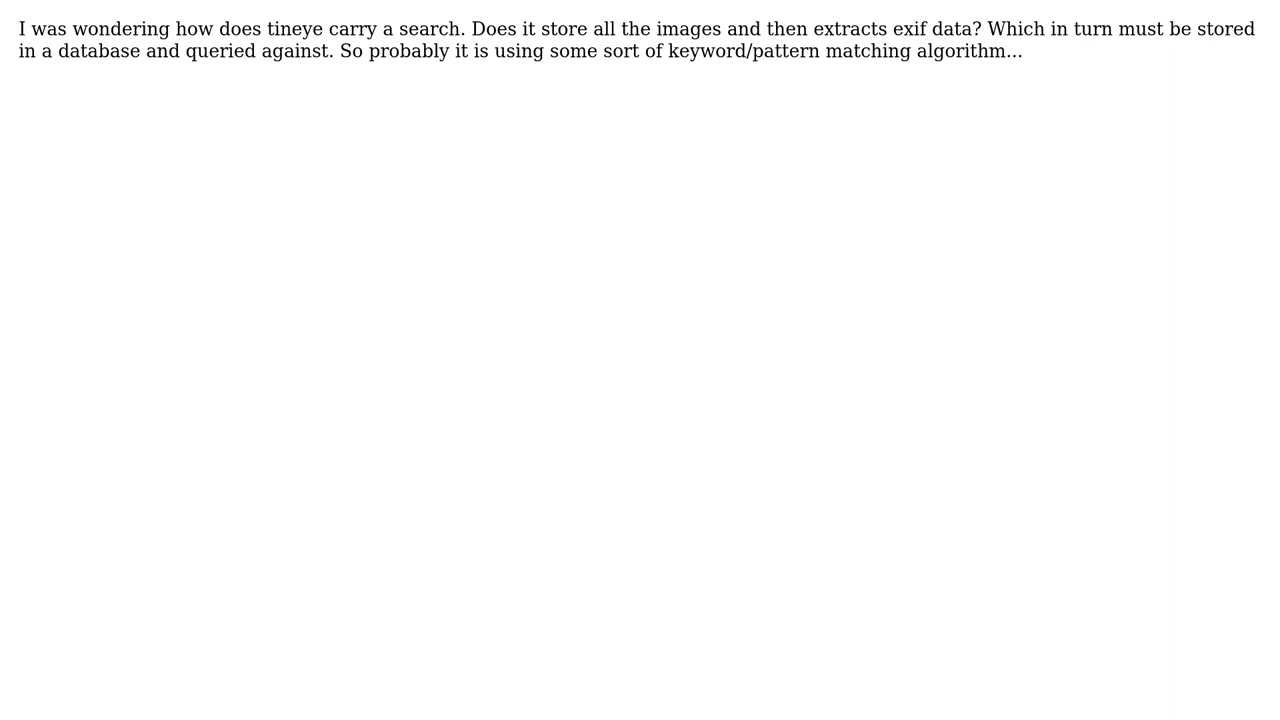 I was wondering how does tineye carry a search. Does it store all the images and then extracts exif data? Which in turn must be stored
in a database and queried against. So probably it is using some sort of keyword/pattern matching algorithm...